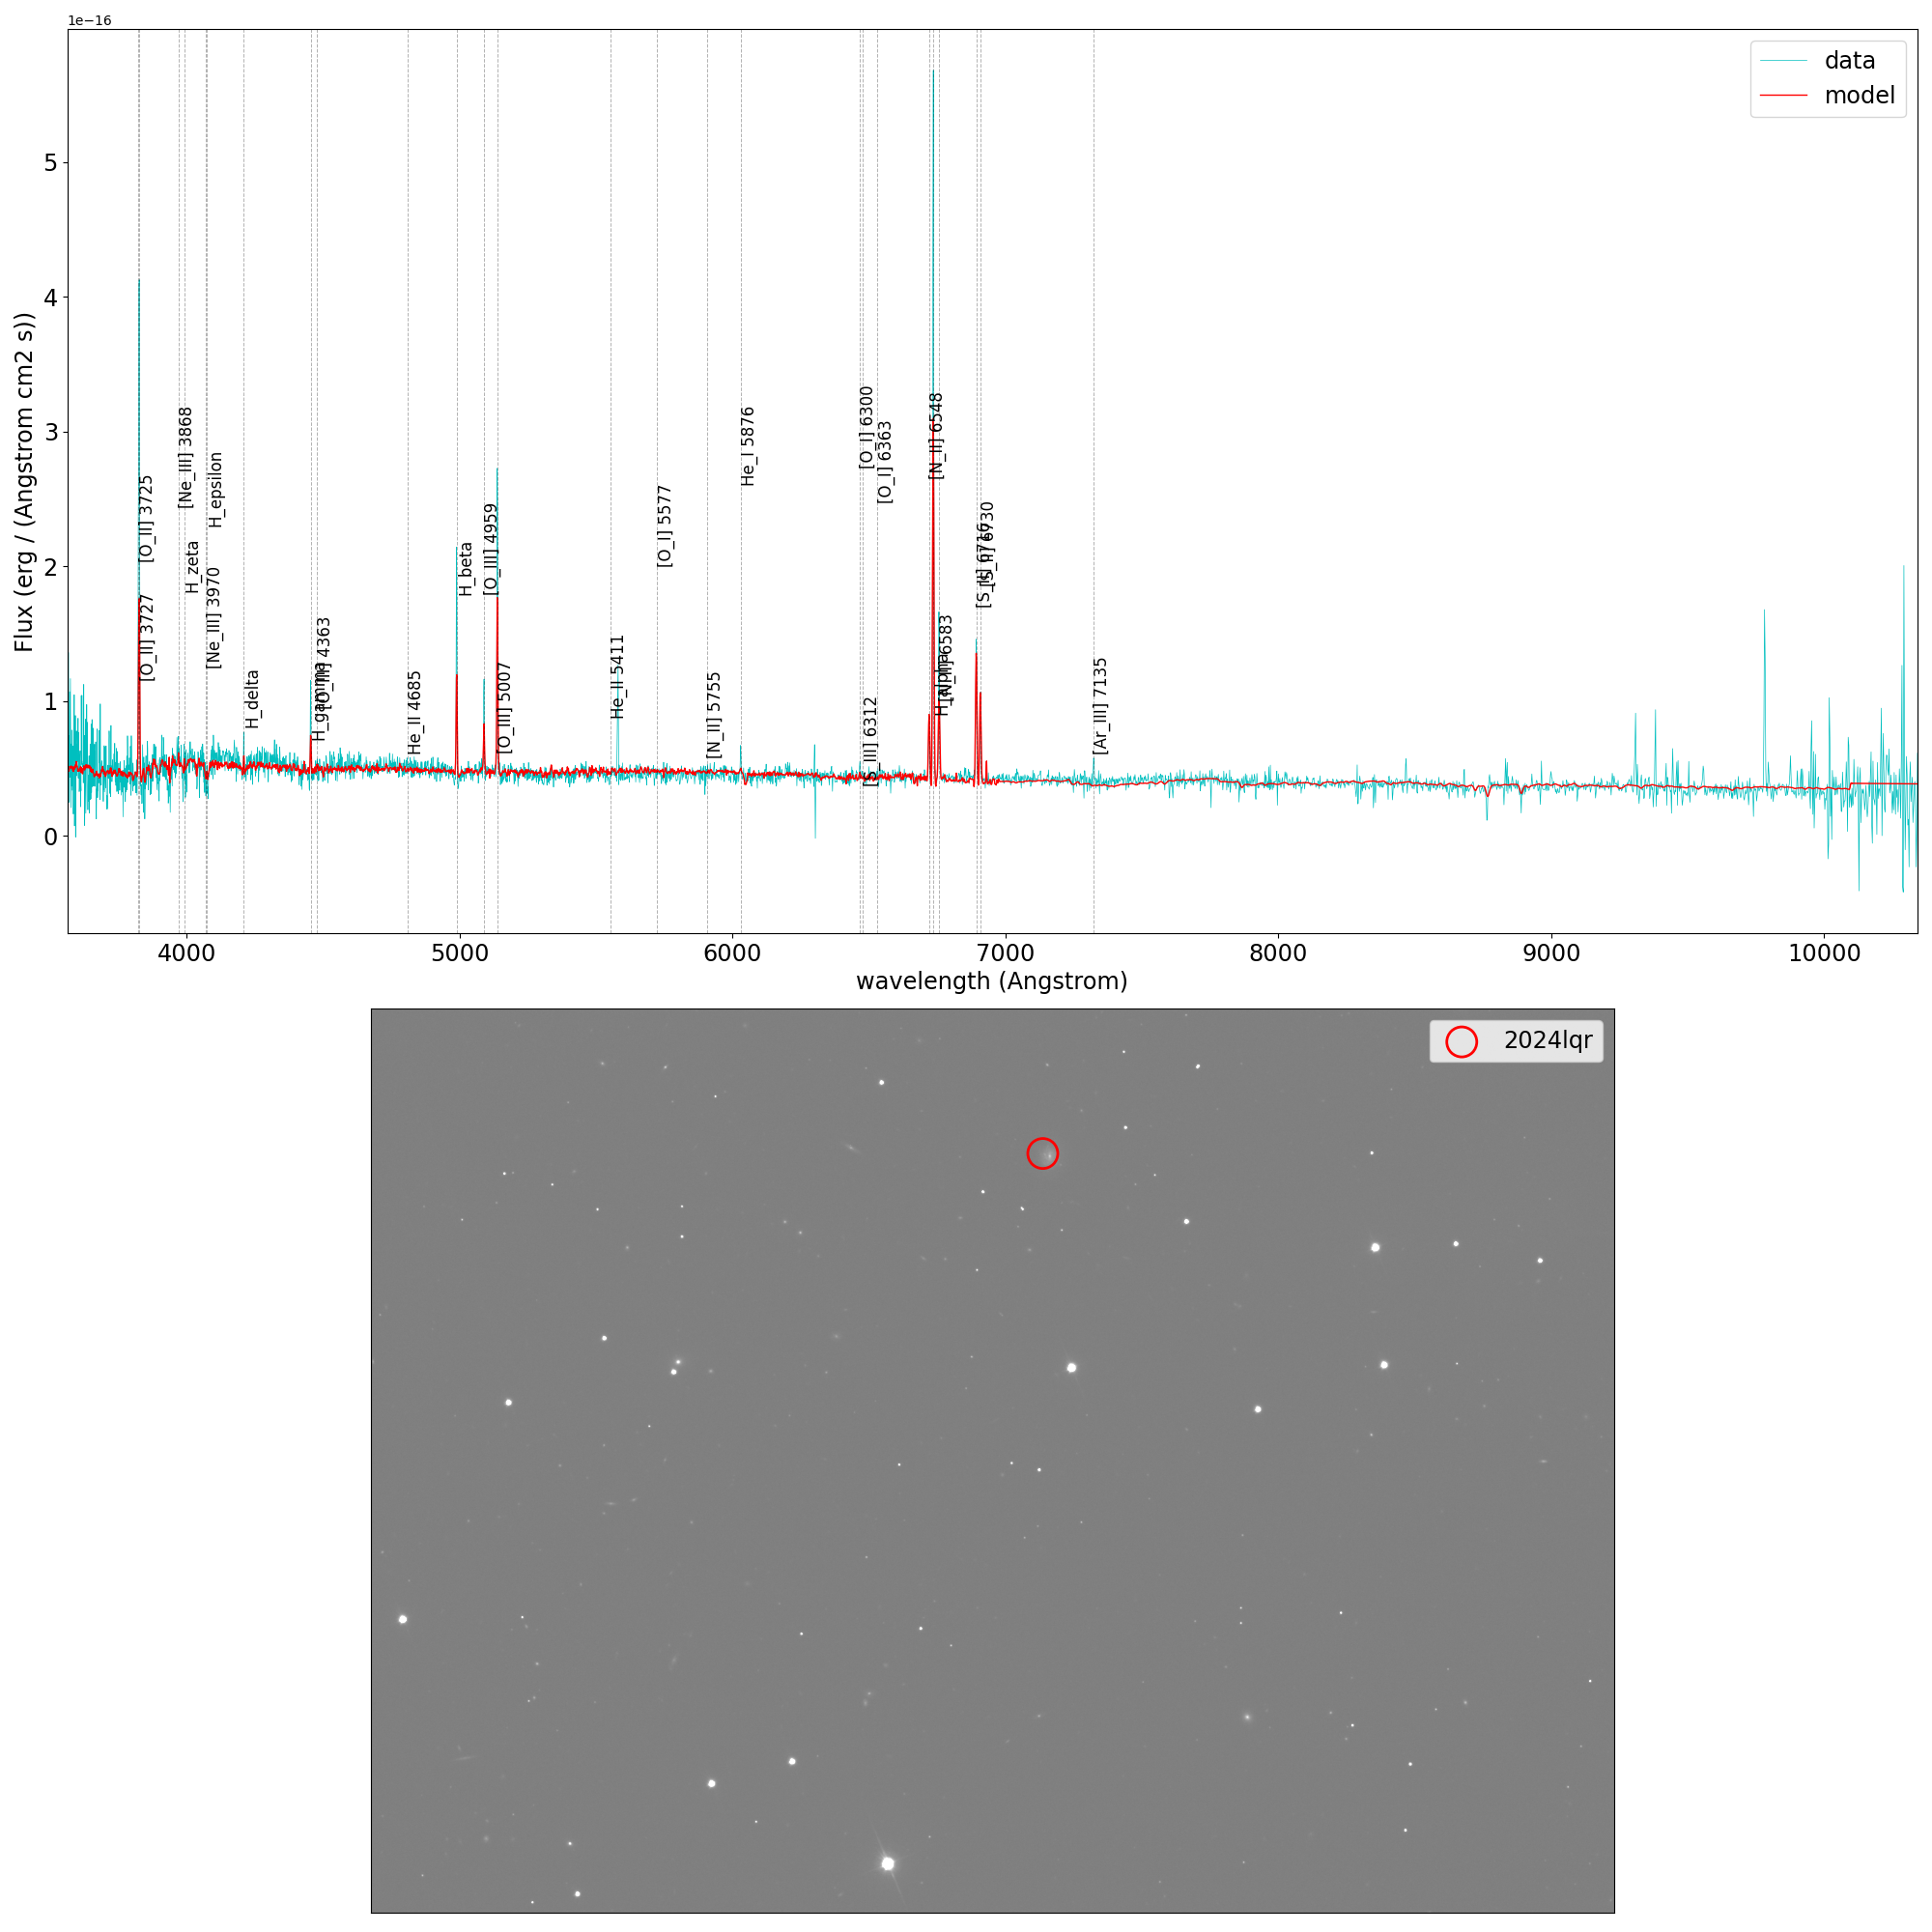 1e−16
data
model
5
4
3
2
1
0
Flux (erg / (Angstrom cm2 s))
[O_II] 3725
[O_II] 3727
[Ne_III] 3868
H_zeta
[Ne_III] 3970
H_epsilon
H_delta
H_gamma
[O_III] 4363
He_II 4685
H_beta
[O_III] 4959
[O_III] 5007
He_II 5411
[O_I] 5577
[N_II] 5755
He_I 5876
[O_I] 6300
[S_III] 6312
[O_I] 6363
[N_II] 6548
H_alpha
[N_II] 6583
[S_II] 6716
[S_II] 6730
[Ar_III] 7135
4000 5000 6000 7000 8000 9000 10000
wavelength (Angstrom)
2024lqr